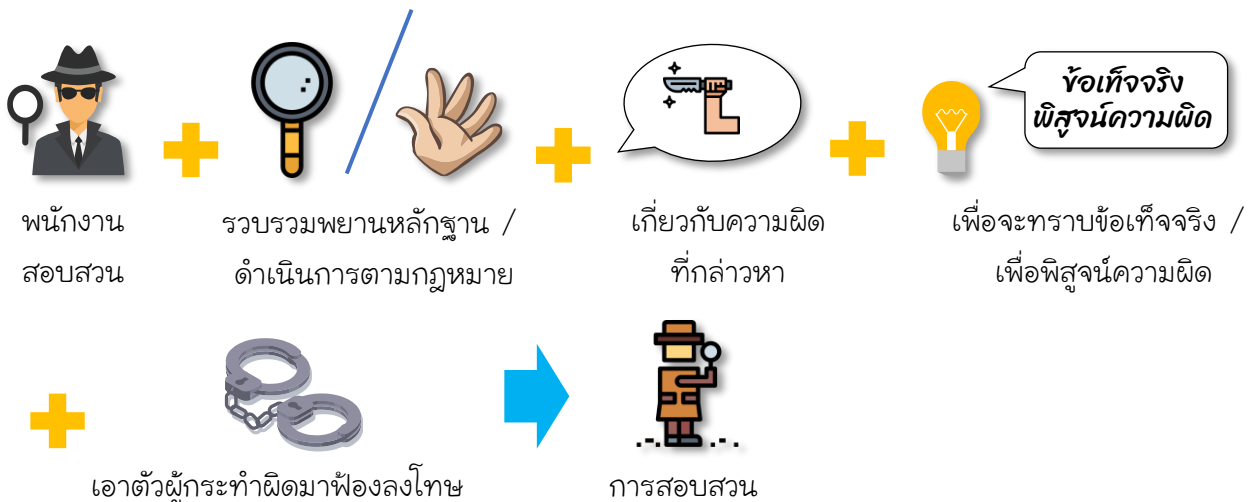 ข้อเท็จจริง
พิสูจน์ความผิด
พนักงาน
สอบสวน
รวบรวมพยานหลักฐาน /
ดำเนินการตามกฎหมาย
เกี่ยวกับความผิด
ที่กล่าวหา
เพื่อจะทราบข้อเท็จจริง /
เพื่อพิสูจน์ความผิด
เอาตัวผู้กระทำผิดมาฟ้องลงโทษ
การสอบสวน